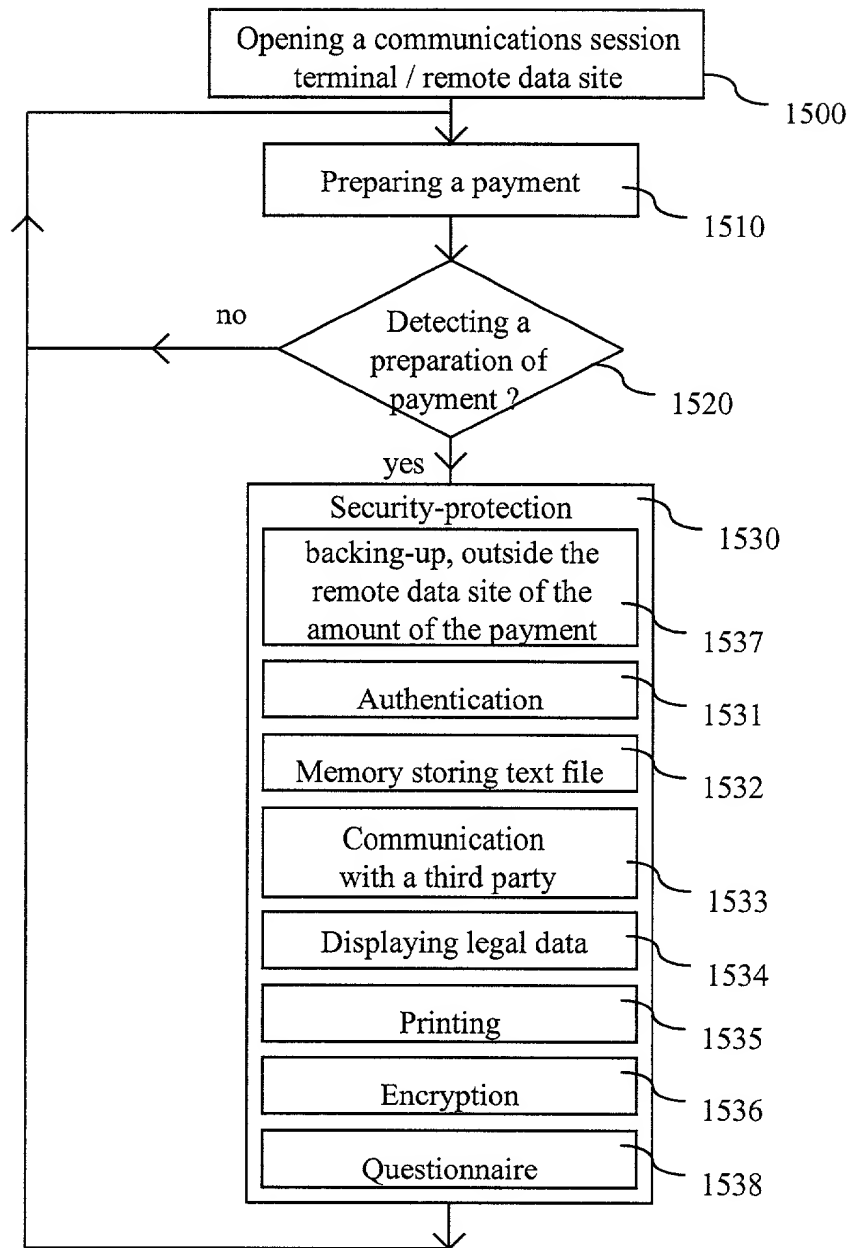 Opening a communications session
terminal / remote data site
1500
Preparing a payment
1510
no
Detecting a
preparation of
payment ?
1520
yes
Security-protection
1530
backing-up, outside the
remote data site of the
amount of the payment
1537
Authentication
1531
Memory storing text file
1532
Communication
with a third party
1533
Displaying legal data
1534
Printing
1535
Encryption
1536
Questionnaire
1538